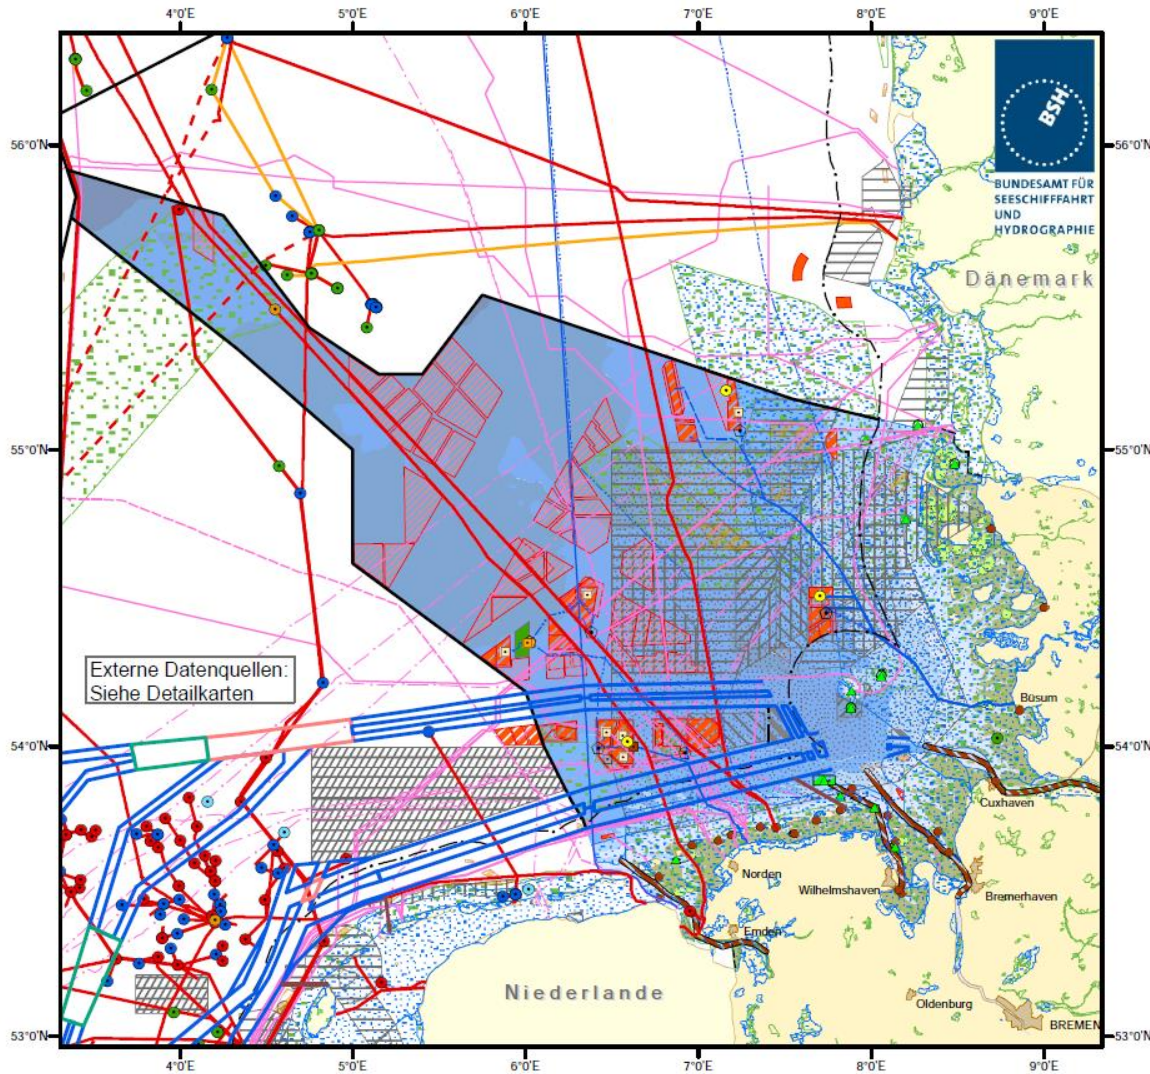 4°0'E 5°0'E 6°0'E 7°0'E 8°0'E 9°0'E
BSH
56°0'N 56°0'N
BUNDESAMT FÜR
SEESCHIFFFAHRT
UND
HYDROGRAPHIE
Dänemark
55°0'N 55°0'N
Externe Datenquellen:
Siehe Detailkarten
Büsum
54°0'N 54°0'N
Cuxhaven
Norden
Wilhelmshaven
Bremerhaven
Emden
Niederlande
Oldenburg
BREMEN
53°0'N 53°0'N
4°0'E 5°0'E 6°0'E 7°0'E 8°0'E 9°0'E